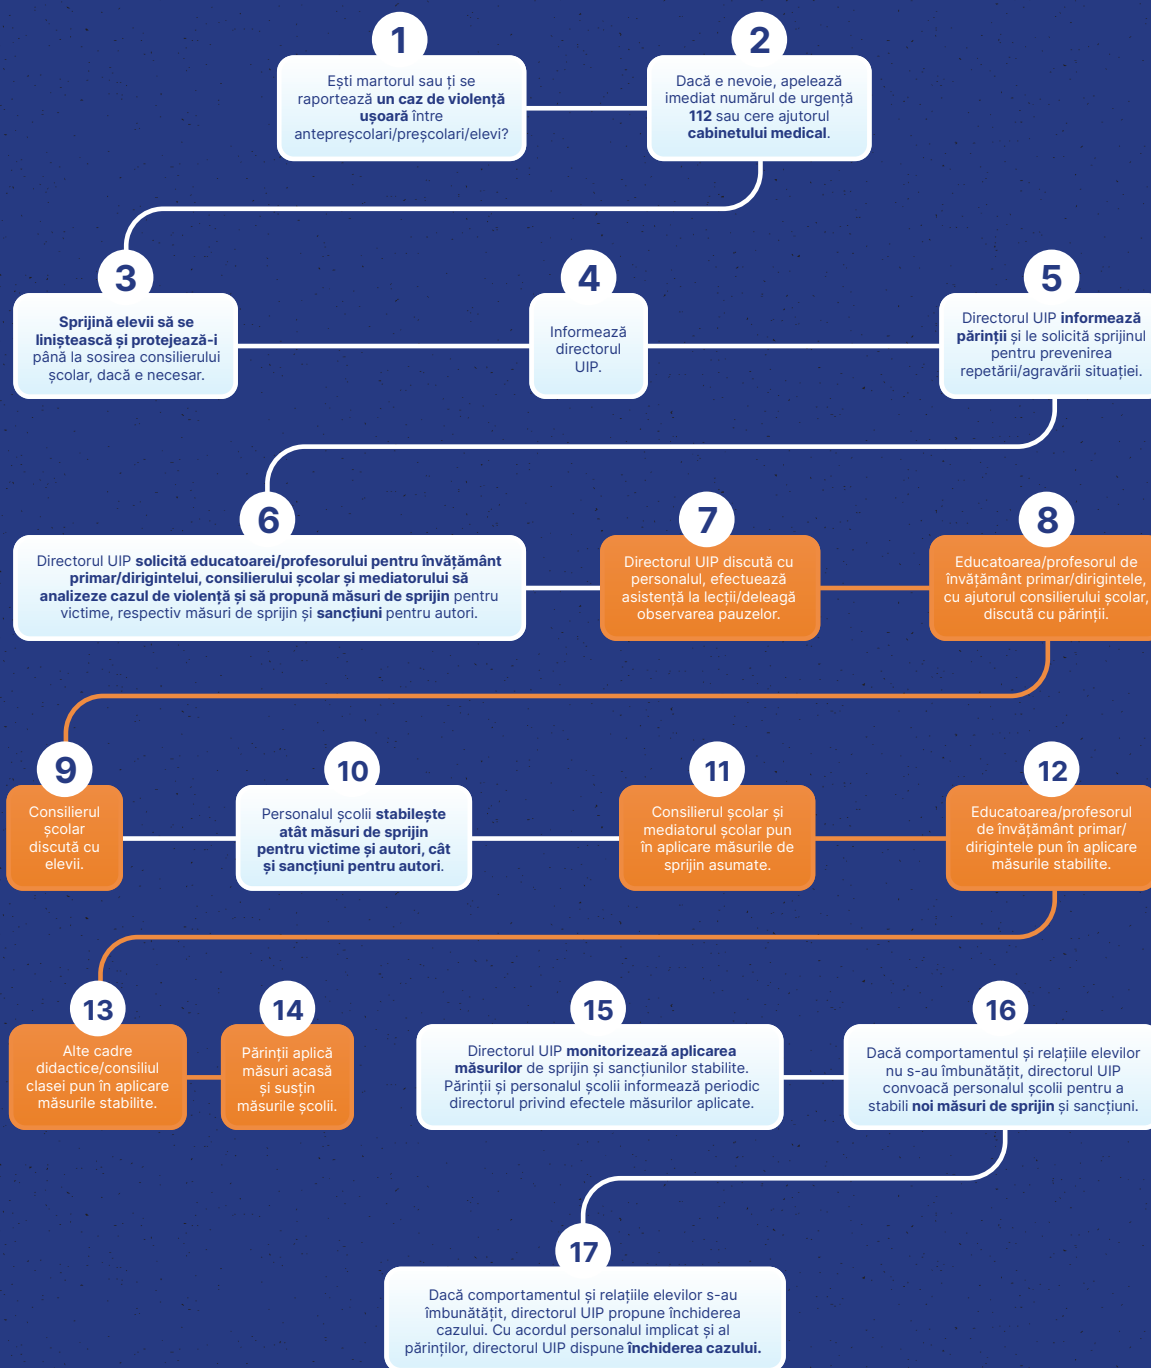 1
Ești martorul sau ți se
raportează un caz de violență
ușoară între
antepreșcolari/preșcolari/elevi?
2
Dacă e nevoie, apelează
imediat numărul de urgență
112 sau cere ajutorul
cabinetului medical.
3
Sprijină elevii să se
liniștească și protejează-i
până la sosirea consilierului
școlar, dacă e necesar.
4
Informează
directorul
UIP.
5
Directorul UIP informează
părinții și le solicită sprijinul
pentru prevenirea
repetării/agravării situației.
6
Directorul UIP solicită educatoarei/profesorului pentru învățământ
primar/dirigintelui, consilierului școlar și mediatorului să
analizeze cazul de violență și să propună măsuri de sprijin pentru
victime, respectiv măsuri de sprijin și sancțiuni pentru autori.
7
Directorul UIP discută cu
personalul, efectuează
asistență la lecții/deleagă
observarea pauzelor.
8
Educatoarea/profesorul de
învățământ primar/dirigintele,
cu ajutorul consilierului școlar,
discută cu părinții.
9
Consilierul
școlar
discută cu
elevii.
10
Personalul școlii stabilește
atât măsuri de sprijin
pentru victime și autori, cât
și sancțiuni pentru autori.
11
Consilierul școlar și
mediatorul școlar pun
în aplicare măsurile de
sprijin asumate.
12
Educatoarea/profesorul
de învățământ primar/
dirigintele pun în aplicare
măsurile stabilite.
13
Alte cadre
didactice/consiliul
clasei pun în aplicare
măsurile stabilite.
14
Părinții aplică
măsuri acasă
și susțin
măsurile școlii.
15
Directorul UIP monitorizează aplicarea
măsurilor de sprijin și sancțiunilor stabilite.
Părinții și personalul școlii informează periodic
directorul privind efectele măsurilor aplicate.
16
Dacă comportamentul și relațiile elevilor
nu s-au îmbunătățit, directorul UIP
convoacă personalul școlii pentru a
stabili noi măsuri de sprijin și sancțiuni.
17
Dacă comportamentul și relațiile elevilor s-au
îmbunătățit, directorul UIP propune închiderea
cazului. Cu acordul personalul implicat și al
părinților, directorul UIP dispune închiderea cazului.